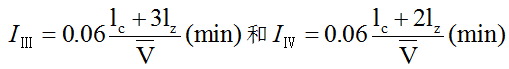 I_III = 0.06 (l_c + 3l_z)/V̅ (min) 和 I_IV = 0.06 (l_c + 2l_z)/V̅ (min)